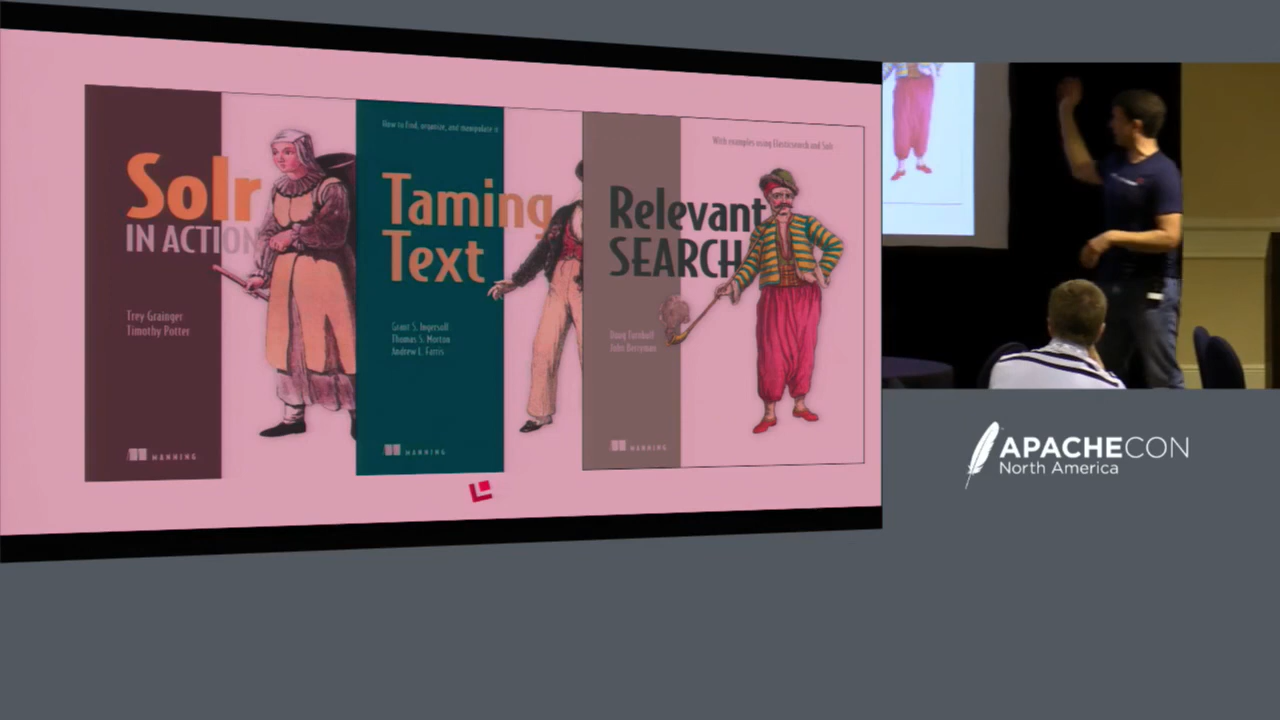 Solr
IN ACTION
Trey Grainger
Timothy Potter
MANNING
How to find, organize, and manipulate it
Taming
Text
Grant S. Ingersoll
Thomas S. Morton
Andrew L. Farris
MANNING
With examples using Elasticsearch and Solr
Relevant
SEARCH
Doug Turnbull
John Berryman
MANNING
APACHECON
North America